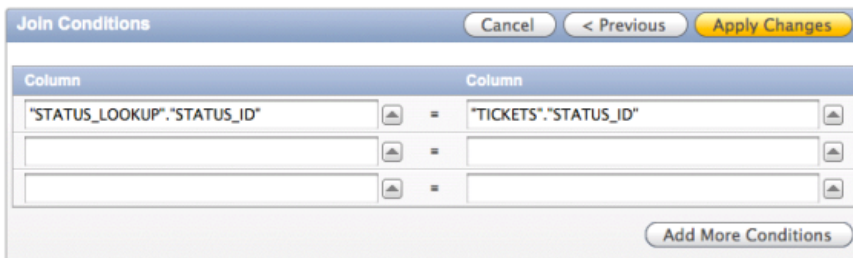 Join Conditions Cancel < Previous Apply Changes
Column Column
"STATUS_LOOKUP"."STATUS_ID" = "TICKETS"."STATUS_ID"
=
=
Add More Conditions